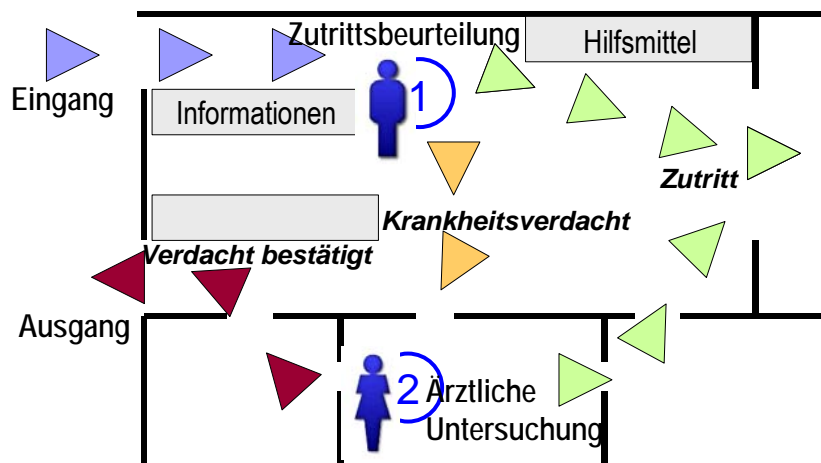 Zutrittsbeurteilung
Hilfsmittel
Eingang
Informationen
1
Zutritt
Krankheitsverdacht
Verdacht bestätigt
Ausgang
2
Ärztliche
Untersuchung